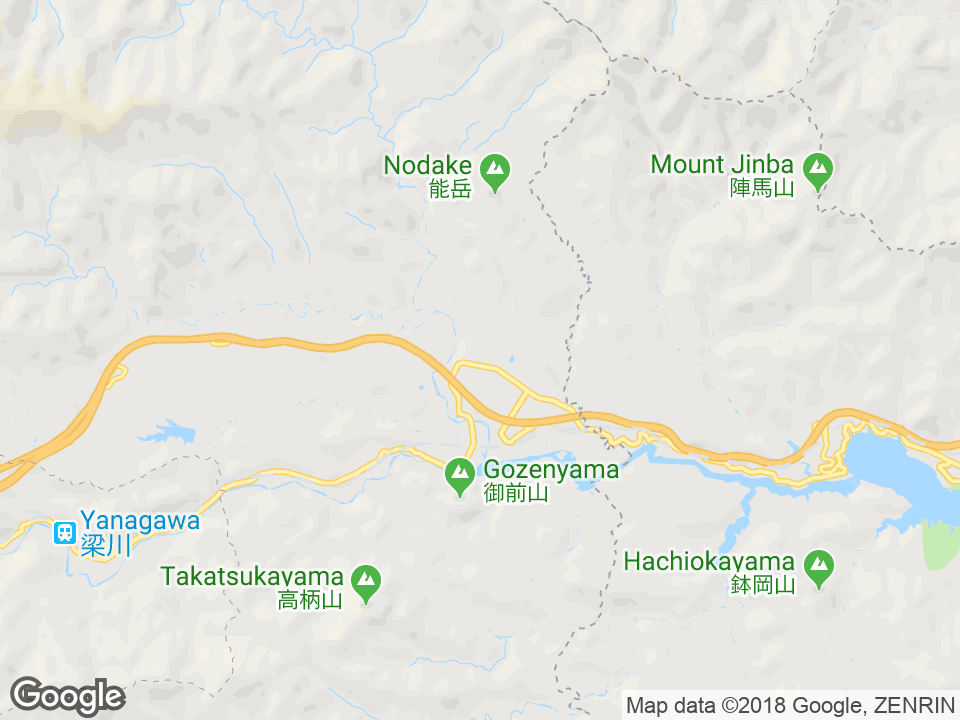 Nodake
能岳
Mount Jinba
陣馬山
Gozenyama
御前山
Yanagawa
梁川
Takatsukayama
高柄山
Hachiokayama
鉢岡山
Google
Map data ©2018 Google, ZENRIN